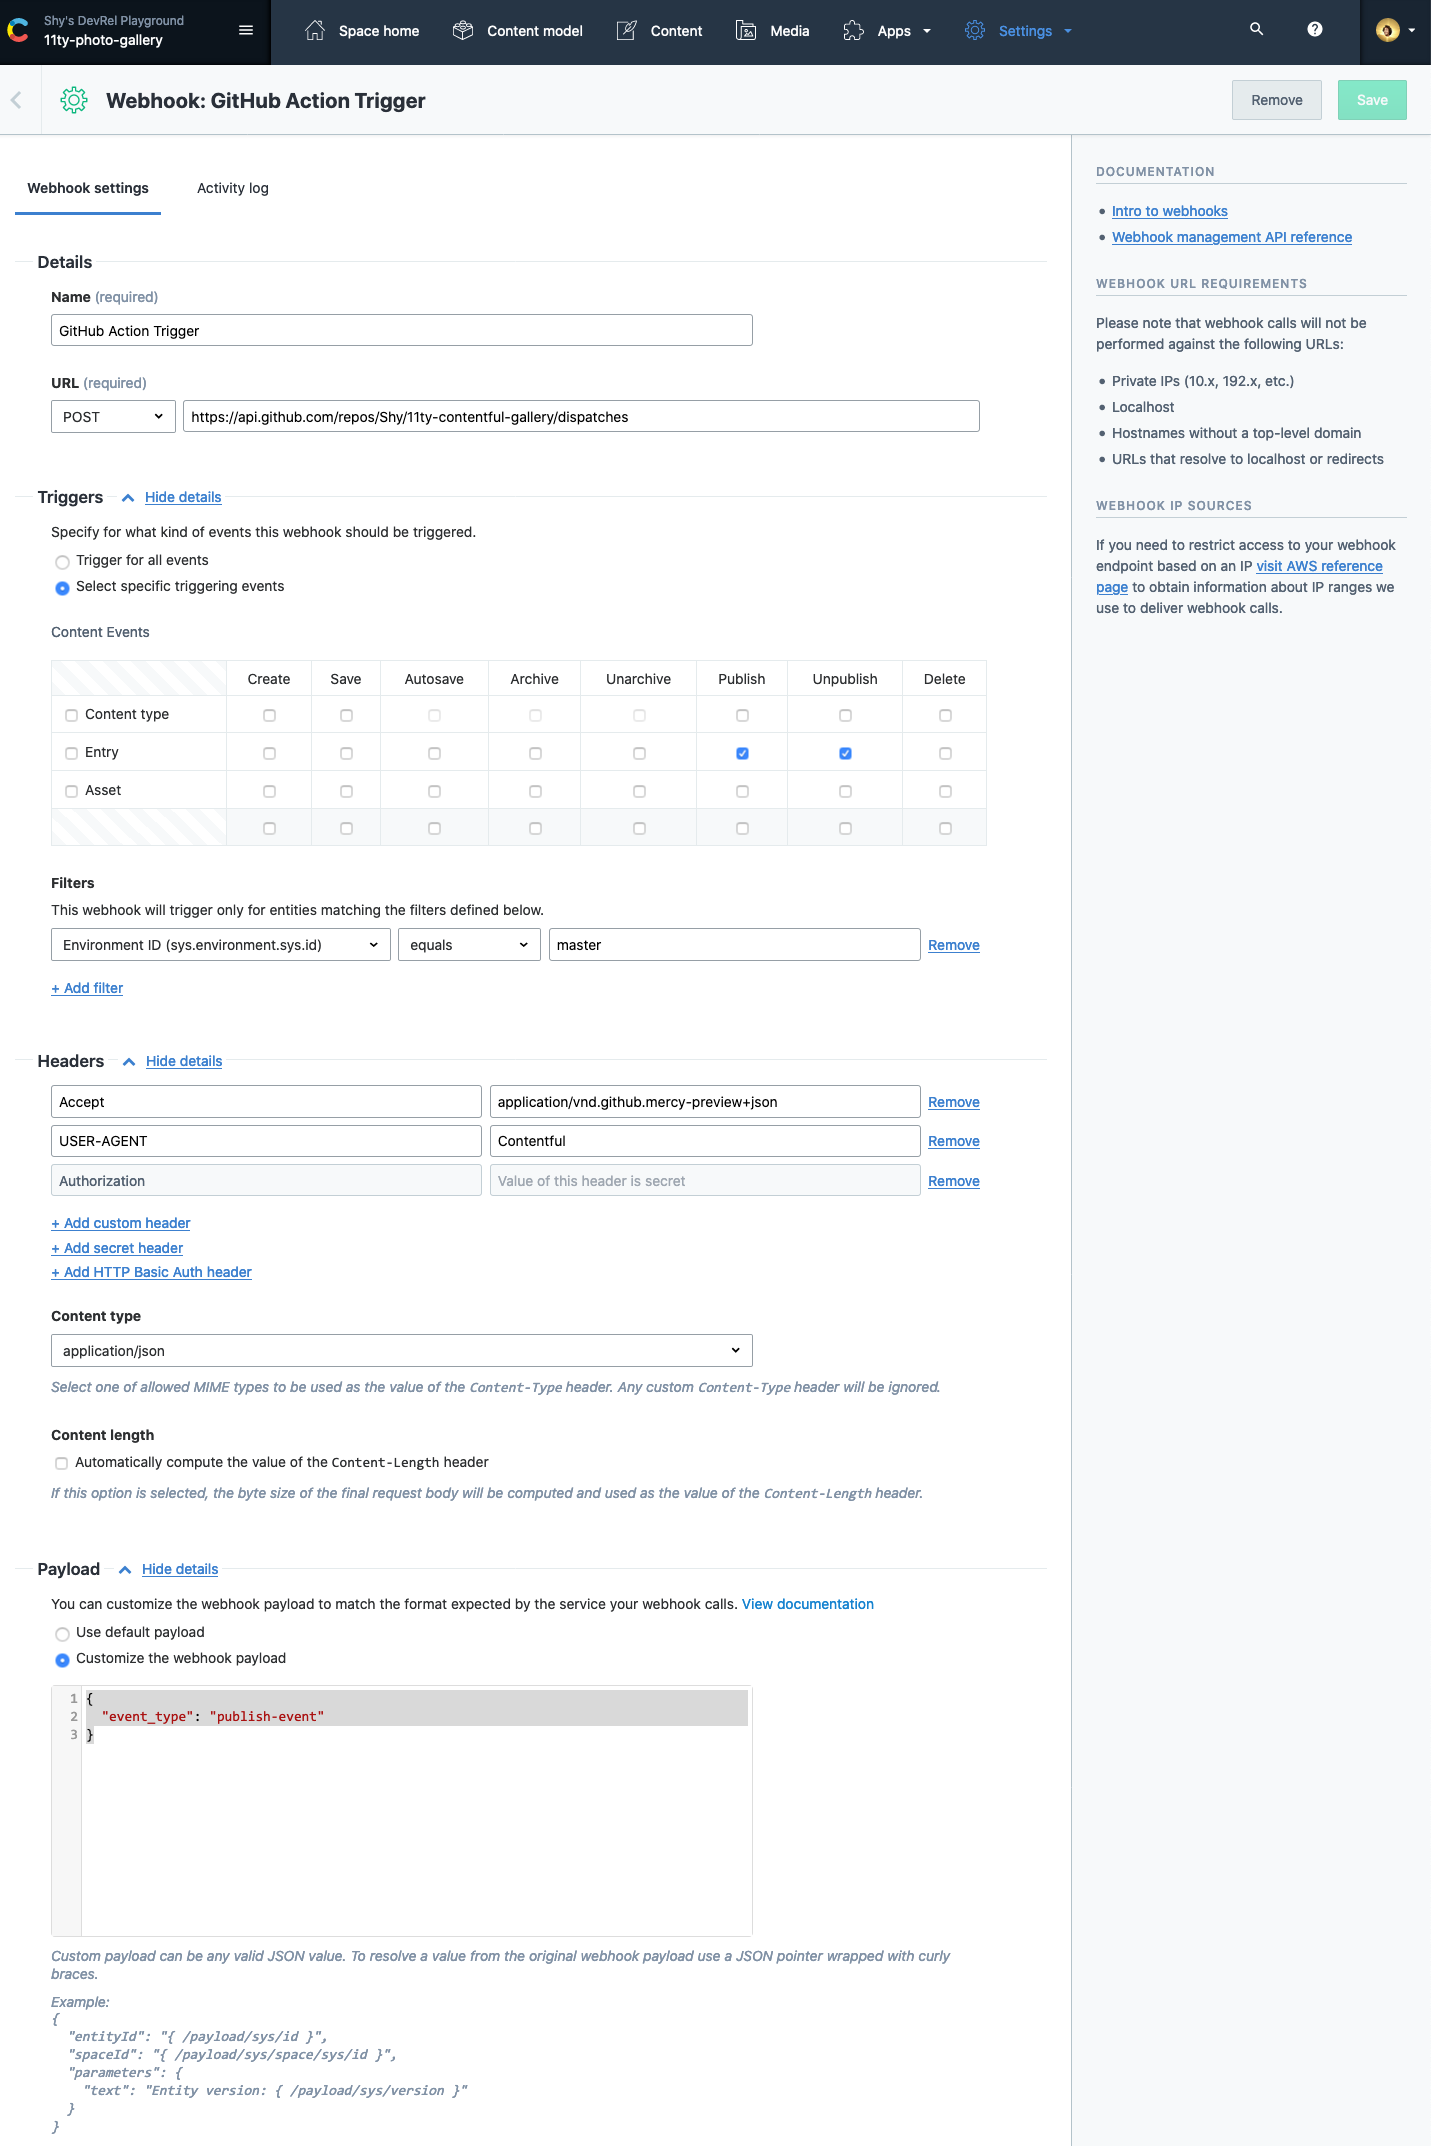 Shy's DevRel Playground
11ty-photo-gallery
Space home
Content model
Content
Media
Apps
Settings
Webhook: GitHub Action Trigger
Remove
Save
Webhook settings
Activity log
Details
Name (required)
GitHub Action Trigger
URL (required)
POST
https://api.github.com/repos/Shy/11ty-contentful-gallery/dispatches
Triggers
Hide details
Specify for what kind of events this webhook should be triggered.
Trigger for all events
Select specific triggering events
Content Events
Create Save Autosave Archive Unarchive Publish Unpublish Delete
Content type
Entry
Asset
Filters
This webhook will trigger only for entities matching the filters defined below.
Environment ID (sys.environment.sys.id)
equals
master
Remove
+ Add filter
Headers
Hide details
Accept
application/vnd.github.mercy-preview+json
Remove
USER-AGENT
Contentful
Remove
Authorization
Value of this header is secret
Remove
+ Add custom header
+ Add secret header
+ Add HTTP Basic Auth header
Content type
application/json
Select one of allowed MIME types to be used as the value of the Content-Type header. Any custom Content-Type header will be ignored.
Content length
Automatically compute the value of the Content-Length header
If this option is selected, the byte size of the final request body will be computed and used as the value of the Content-Length header.
Payload
Hide details
You can customize the webhook payload to match the format expected by the service your webhook calls. View documentation
Use default payload
Customize the webhook payload
1 {
2 "event_type": "publish-event"
3 }
Custom payload can be any valid JSON value. To resolve a value from the original webhook payload use a JSON pointer wrapped with curly
braces.
Example:
{
"entityId": "{ /payload/sys/id }",
"spaceId": "{ /payload/sys/space/sys/id }",
"parameters": {
"text": "Entity version: { /payload/sys/version }"
}
}
DOCUMENTATION
• Intro to webhooks
• Webhook management API reference
WEBHOOK URL REQUIREMENTS
Please note that webhook calls will not be
performed against the following URLs:
• Private IPs (10.x, 192.x, etc.)
• Localhost
• Hostnames without a top-level domain
• URLs that resolve to localhost or redirects
WEBHOOK IP SOURCES
If you need to restrict access to your webhook
endpoint based on an IP visit AWS reference
page to obtain information about IP ranges we
use to deliver webhook calls.